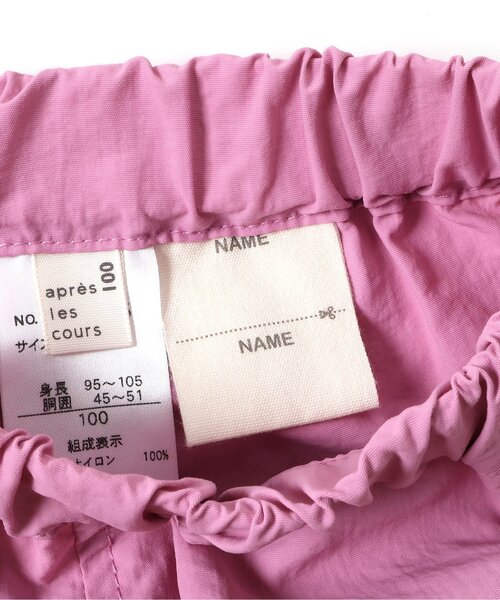 100
après
les
cours
NO.
サイズ
身長 95～105
胴囲 45～51
100
組成表示
ナイロン 100%
NAME
NAME